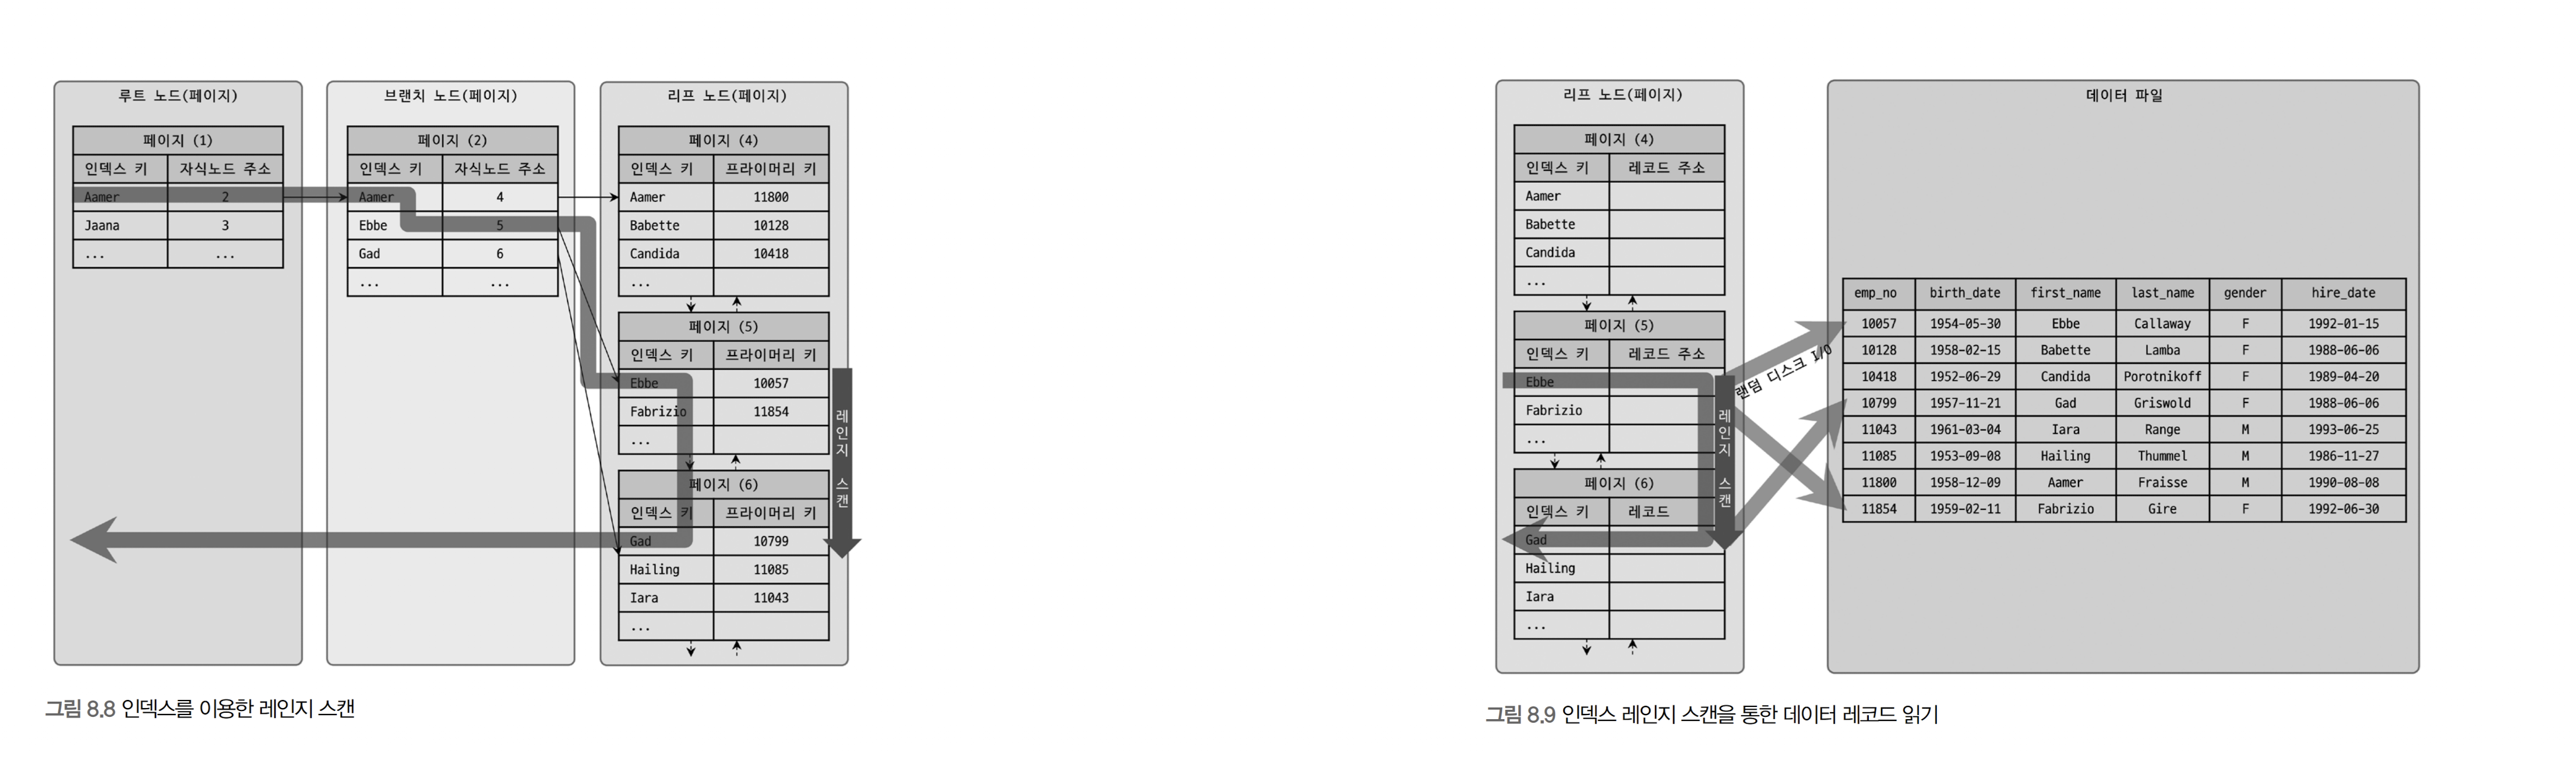 루트 노드(페이지)
페이지 (1)
인덱스 키 자식노드 주소
Aamer 2
Jaana 3
... ...
브랜치 노드(페이지)
페이지 (2)
인덱스 키 자식노드 주소
Aamer 4
Ebbe 5
Gad 6
... ...
리프 노드(페이지)
페이지 (4)
인덱스 키 프라이머리 키
Aamer 11800
Babette 10128
Candida 10418
...
페이지 (5)
인덱스 키 프라이머리 키
Ebbe 10057
Fabrizio 11854
...
페이지 (6)
인덱스 키 프라이머리 키
Gad 10799
Hailing 11085
Iara 11043
...
레인지 스캔
그림 8.8 인덱스를 이용한 레인지 스캔
리프 노드(페이지)
페이지 (4)
인덱스 키 레코드 주소
Aamer
Babette
Candida
...
페이지 (5)
인덱스 키 레코드 주소
Ebbe
Fabrizio
...
페이지 (6)
인덱스 키 레코드
Gad
Hailing
Iara
...
레인지 스캔
랜덤 디스크 I/O
데이터 파일
emp_no birth_date first_name last_name gender hire_date
10057 1954-05-30 Ebbe Callaway F 1992-01-15
10128 1958-02-15 Babette Lamba F 1988-06-06
10418 1952-06-29 Candida Porotnikoff F 1989-04-20
10799 1957-11-21 Gad Griswold F 1988-06-06
11043 1961-03-04 Iara Range M 1993-06-25
11085 1953-09-08 Hailing Thummel M 1986-11-27
11800 1958-12-09 Aamer Fraisse M 1990-08-08
11854 1959-02-11 Fabrizio Gire F 1992-06-30
그림 8.9 인덱스 레인지 스캔을 통한 데이터 레코드 읽기